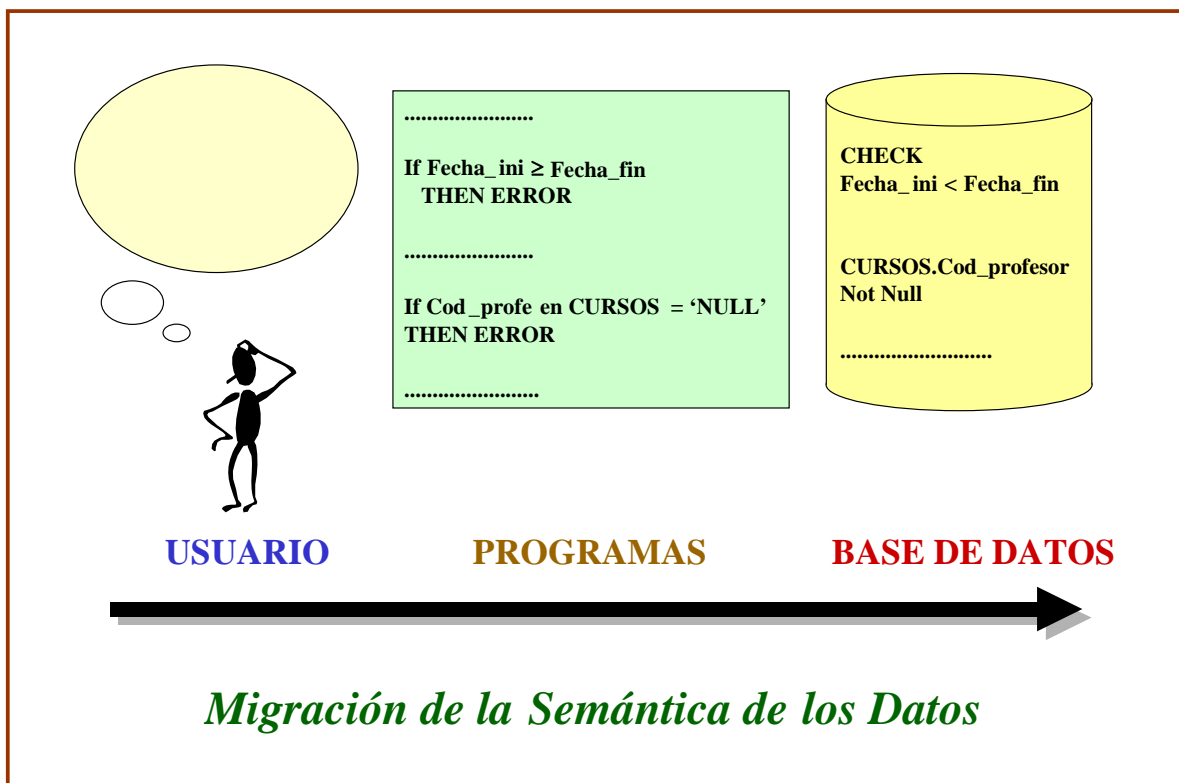 ........................
If Fecha_ini ≥ Fecha_fin
THEN ERROR
........................
If Cod_profe en CURSOS = ‘NULL’
THEN ERROR
.........................
CHECK
Fecha_ini < Fecha_fin
CURSOS.Cod_profesor
Not Null
............................
USUARIO
PROGRAMAS
BASE DE DATOS
Migración de la Semántica de los Datos